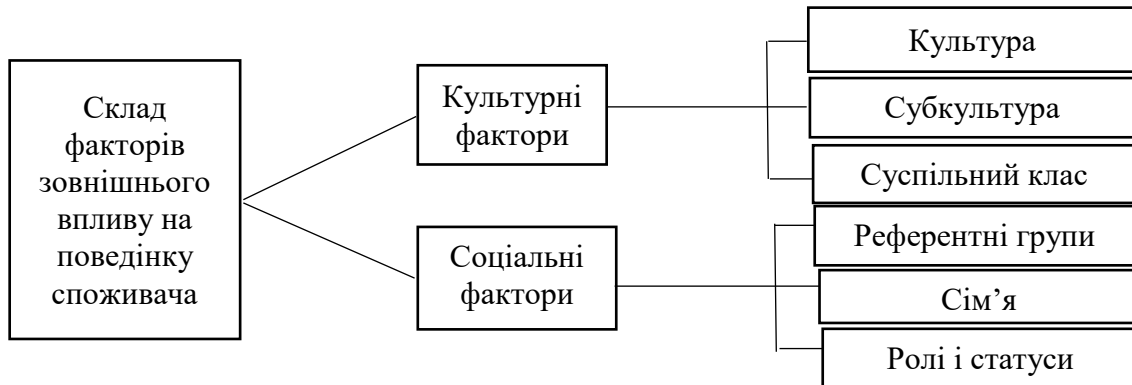 Склад
факторів
зовнішнього
впливу на
поведінку
споживача
Культурні
фактори
Культура
Субкультура
Суспільний клас
Соціальні
фактори
Референтні групи
Сім’я
Ролі і статуси